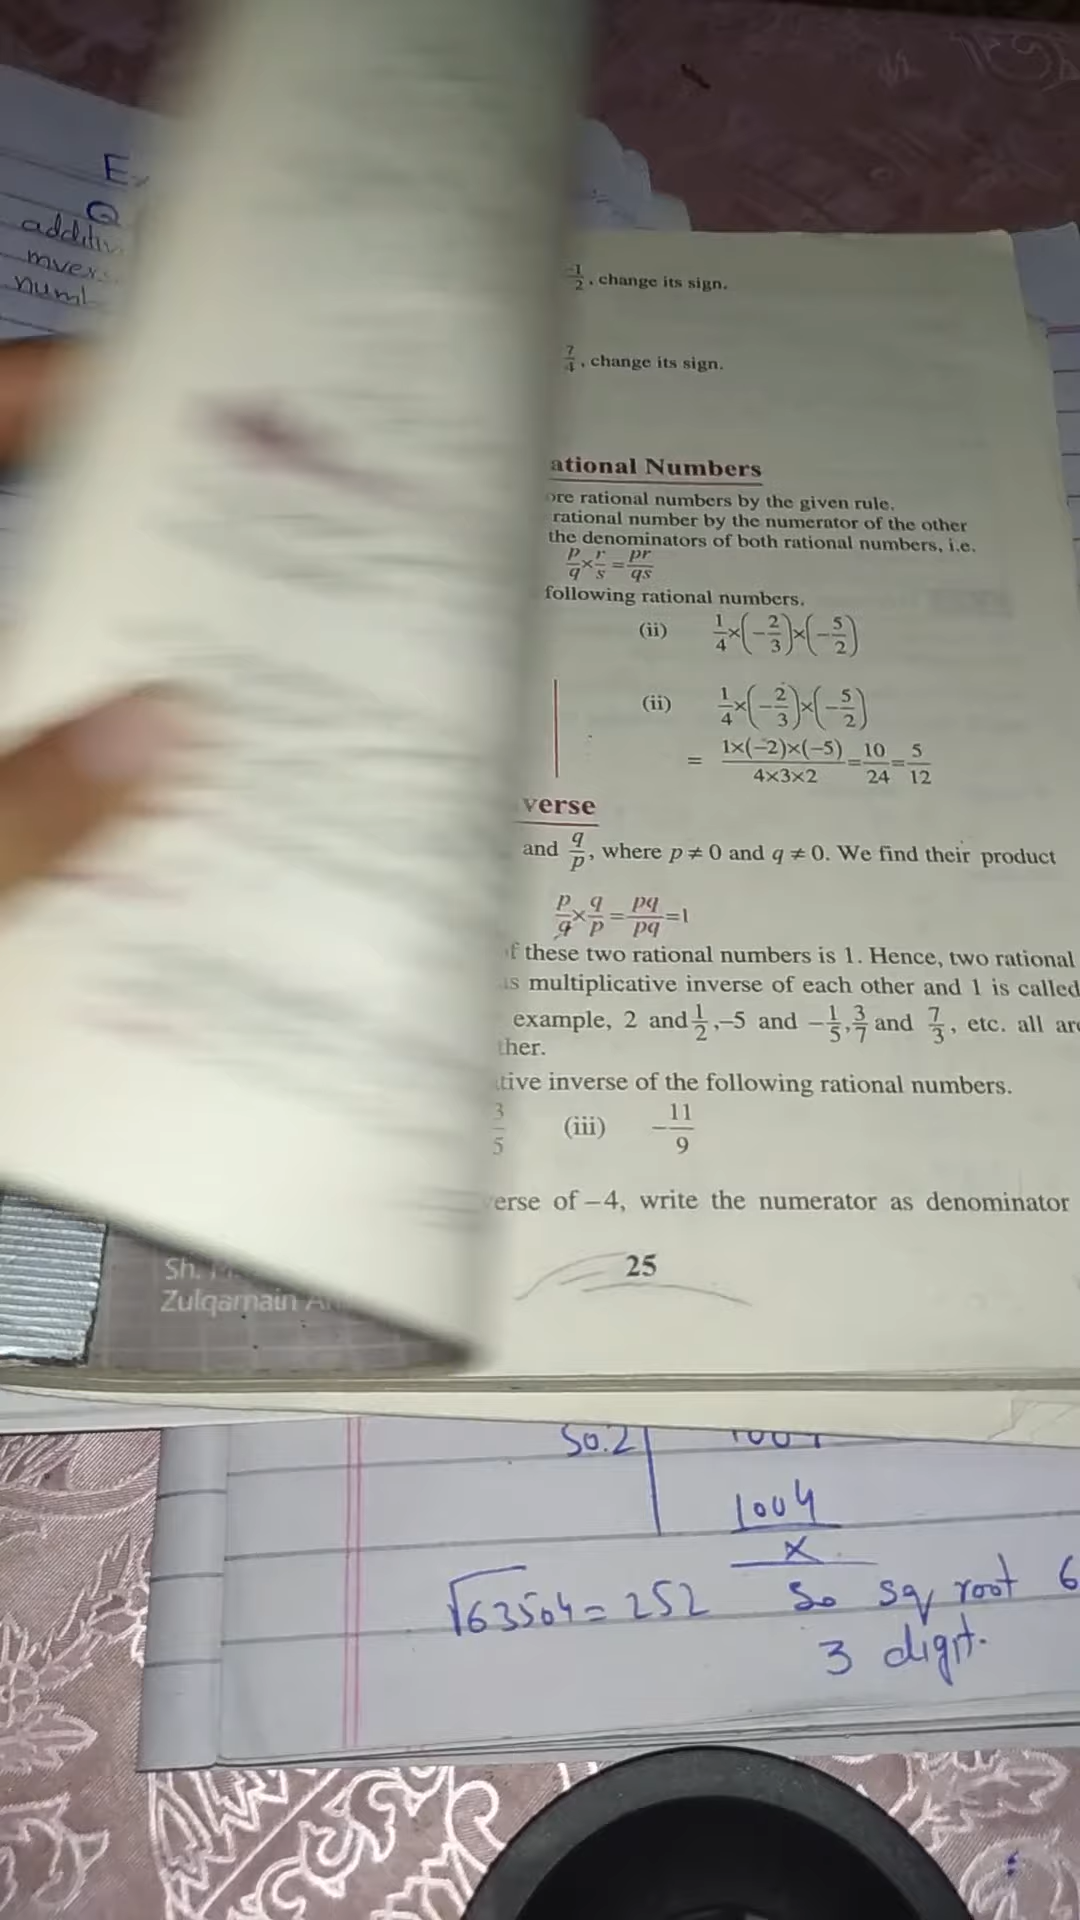 E
Q
additiv
inver
num
-1/2, change its sign.
7/4, change its sign.
ational Numbers
ore rational numbers by the given rule.
rational number by the numerator of the other
the denominators of both rational numbers, i.e.
p/q × r/s = pr/qs
following rational numbers.
(ii) 1/4×(-2/3)×(-5/2)
(ii) 1/4×(-2/3)×(-5/2)
= 1×(-2)×(-5)/4×3×2 = 10/24 = 5/12
verse
and q/p, where p ≠ 0 and q ≠ 0. We find their product
p/q × q/p = pq/pq = 1
f these two rational numbers is 1. Hence, two rational
as multiplicative inverse of each other and 1 is called
example, 2 and 1/2, -5 and -1/5, 3/7 and 7/3, etc. all are
ther.
tive inverse of the following rational numbers.
3/5 (iii) -11/9
verse of -4, write the numerator as denominator
25
Sh.
Zulqarnain
50.2
1004
x
√63504 = 252 So sq root 6
3 digit.